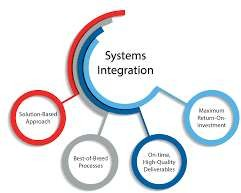 Systems
Integration
Solution-Based
Approach
Best-of-Breed
Processes
On-time,
High-Quality
Deliverables
Maximum
Return-On-
Investment